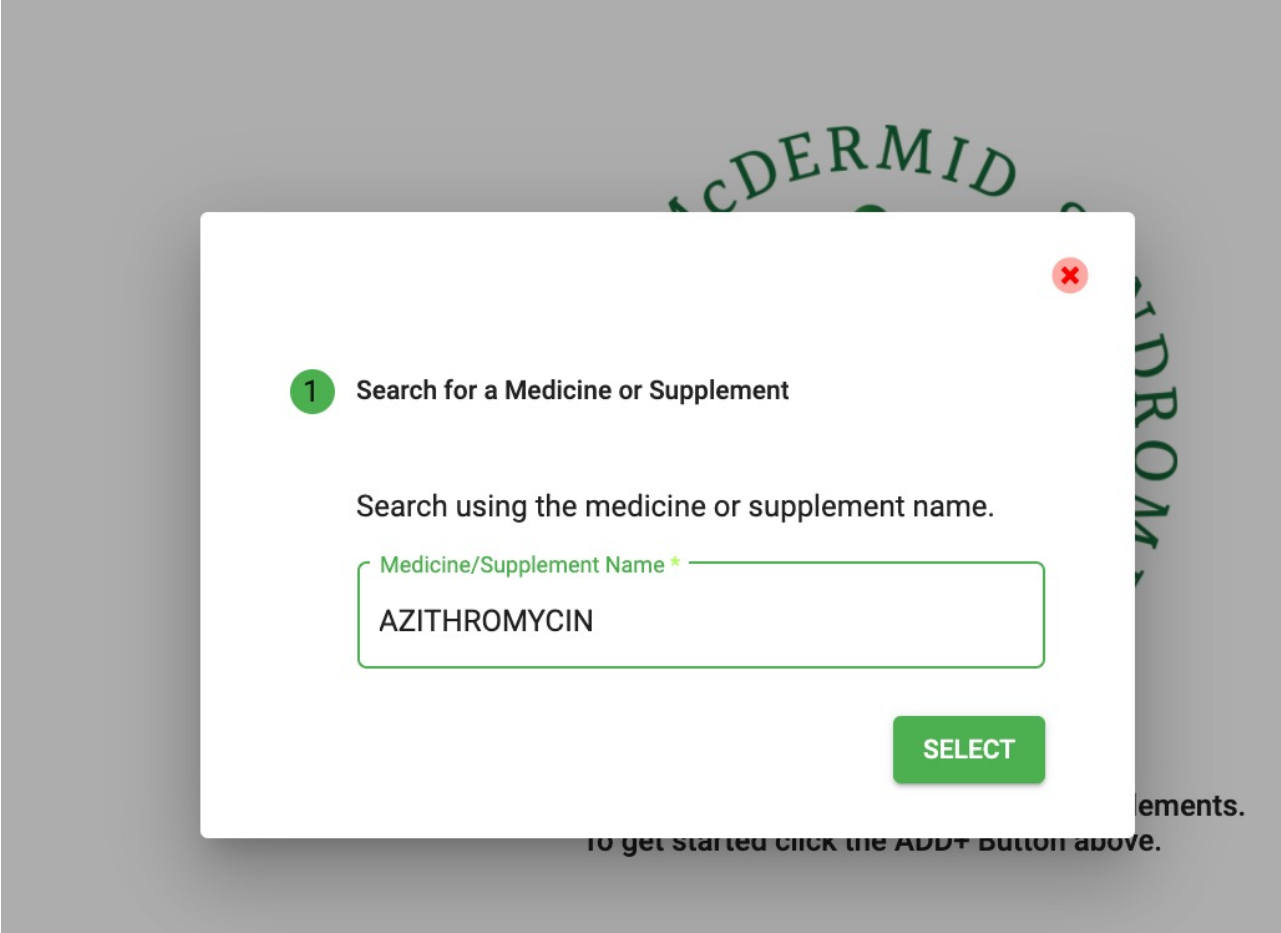 McDERMID
1
Search for a Medicine or Supplement
Search using the medicine or supplement name.
Medicine/Supplement Name *
AZITHROMYCIN
SELECT
To get started click the ADD+ Button above.